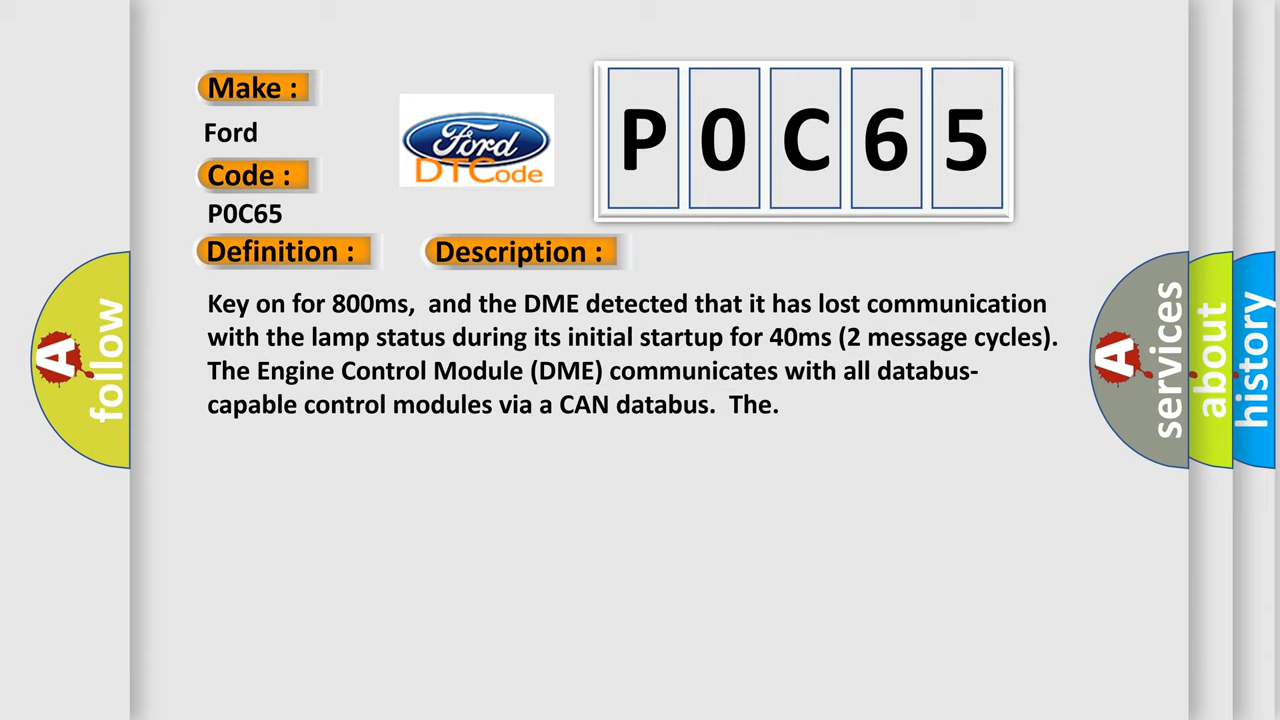 Make :
Ford
Code :
P0C65
Ford
DTCode
P 0 C 6 5
Definition :
Description :
Key on for 800ms,  and the DME detected that it has lost communication
with the lamp status during its initial startup for 40ms (2 message cycles).
The Engine Control Module (DME) communicates with all databus-
capable control modules via a CAN databus  The.
A
follow
A
services
about
history